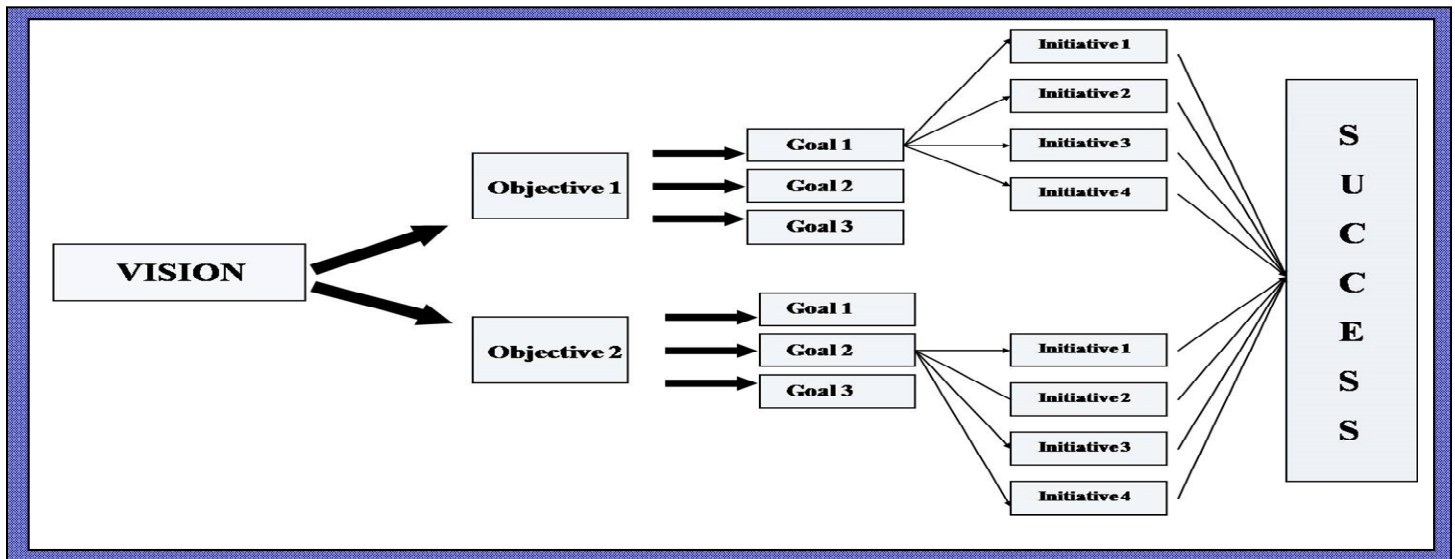 VISION
Objective 1
Goal 1
Goal 2
Goal 3
Initiative 1
Initiative 2
Initiative 3
Initiative 4
Objective 2
Goal 1
Goal 2
Goal 3
Initiative 1
Initiative 2
Initiative 3
Initiative 4
SUCCESS